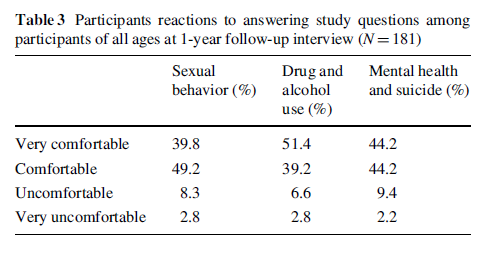 Table 3 Participants reactions to answering study questions among
participants of all ages at 1-year follow-up interview (N = 181)
Sexual behavior (%) Drug and alcohol use (%) Mental health and suicide (%)
Very comfortable 39.8 51.4 44.2
Comfortable 49.2 39.2 44.2
Uncomfortable 8.3 6.6 9.4
Very uncomfortable 2.8 2.8 2.2